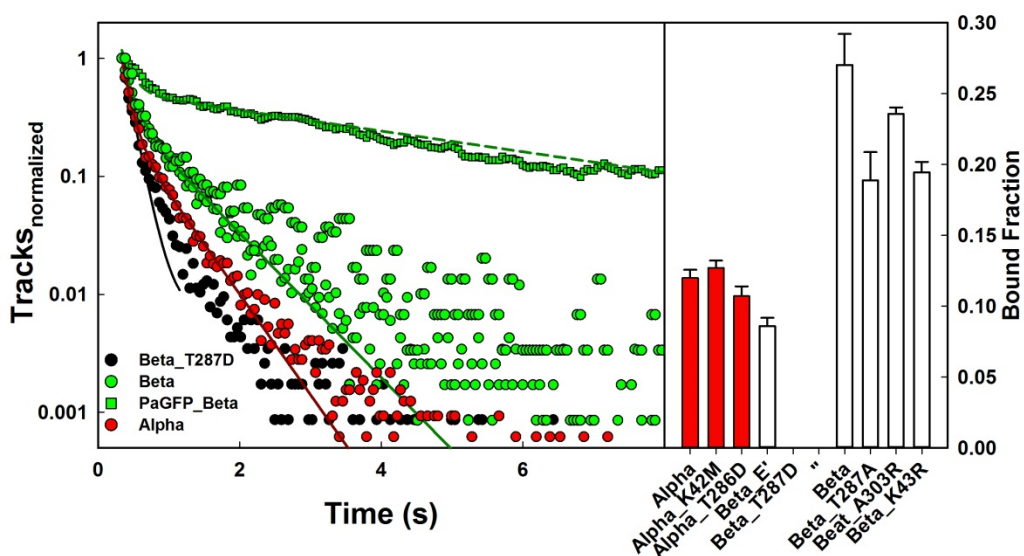 Tracks normalized
1
0.1
0.01
0.001
Beta_T287D
Beta
PaGFP_Beta
Alpha
0
2
4
6
Time (s)
0.30
0.25
0.20
0.15
0.10
0.05
0.00
Bound Fraction
Alpha
Alpha_K42M
Alpha_T286D
Beta_E'
Beta_T287D
"
Beta
Beta_T287A
Beat_A303R
Beta_K43R